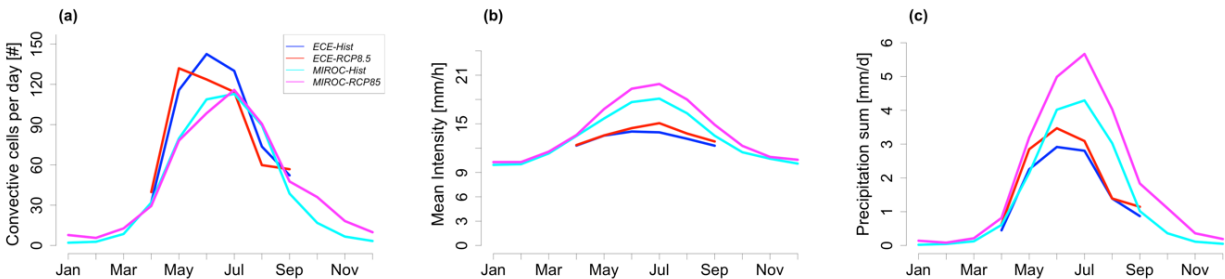 (a)
Convective cells per day [#]
150
120
90
60
30
0
Jan Mar May Jul Sep Nov
ECE-Hist
ECE-RCP8.5
MIROC-Hist
MIROC-RCP85
(b)
Mean Intensity [mm/h]
21
15
9
6
3
0
Jan Mar May Jul Sep Nov
(c)
Precipitation sum [mm/d]
6
5
4
3
2
1
0
Jan Mar May Jul Sep Nov